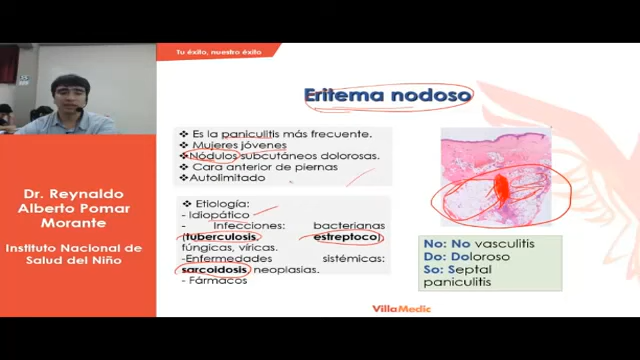 Tu éxito, nuestro éxito
Eritema nodoso
❖ Es la paniculitis más frecuente.
❖ Mujeres jóvenes
❖ Nódulos subcutáneos dolorosas.
❖ Cara anterior de piernas
❖ Autolimitado
❖ Etiología:
- Idiopático
- Infecciones: bacterianas
(tuberculosis, estreptoco),
fúngicas, víricas.
-Enfermedades sistémicas:
sarcoidosis, neoplasias.
- Fármacos
No: No vasculitis
Do: Doloroso
So: Septal
paniculitis
Dr. Reynaldo
Alberto Pomar
Morante
Instituto Nacional de
Salud del Niño
VillaMedic